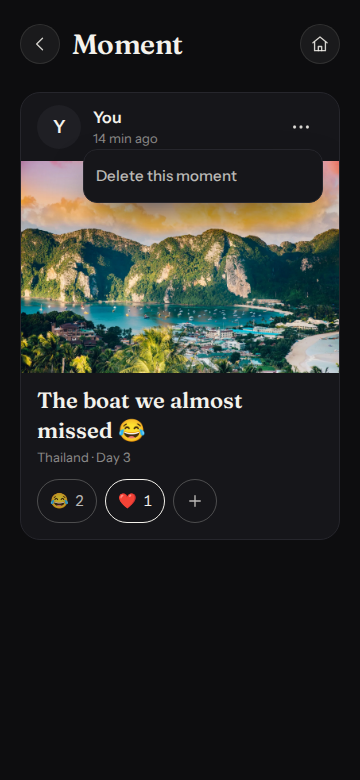 Moment
Y
You
14 min ago
Delete this moment
The boat we almost
missed 😂
Thailand · Day 3
😂 2
❤️ 1